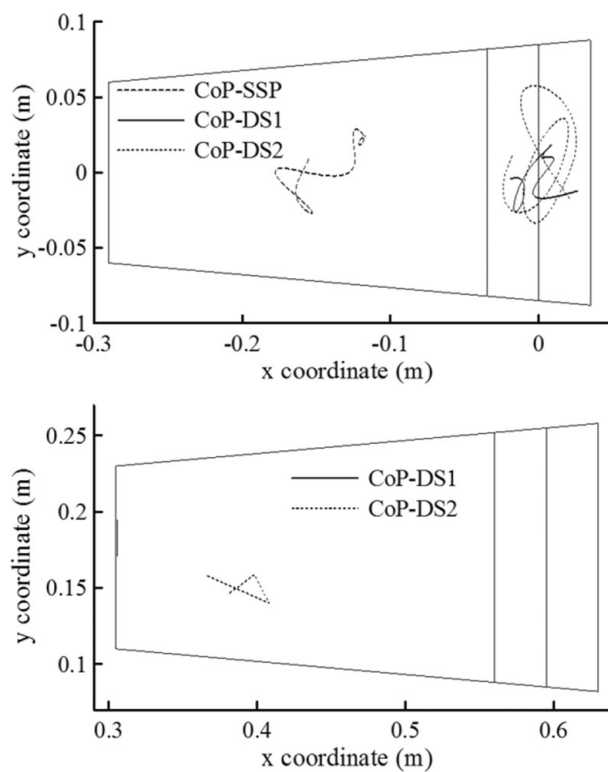 0.1
0.05
0
-0.05
-0.1
CoP-SSP
CoP-DS1
CoP-DS2
y coordinate (m)
-0.3 -0.2 -0.1 0
x coordinate (m)
0.25
0.2
0.15
0.1
CoP-DS1
CoP-DS2
y coordinate (m)
0.3 0.4 0.5 0.6
x coordinate (m)